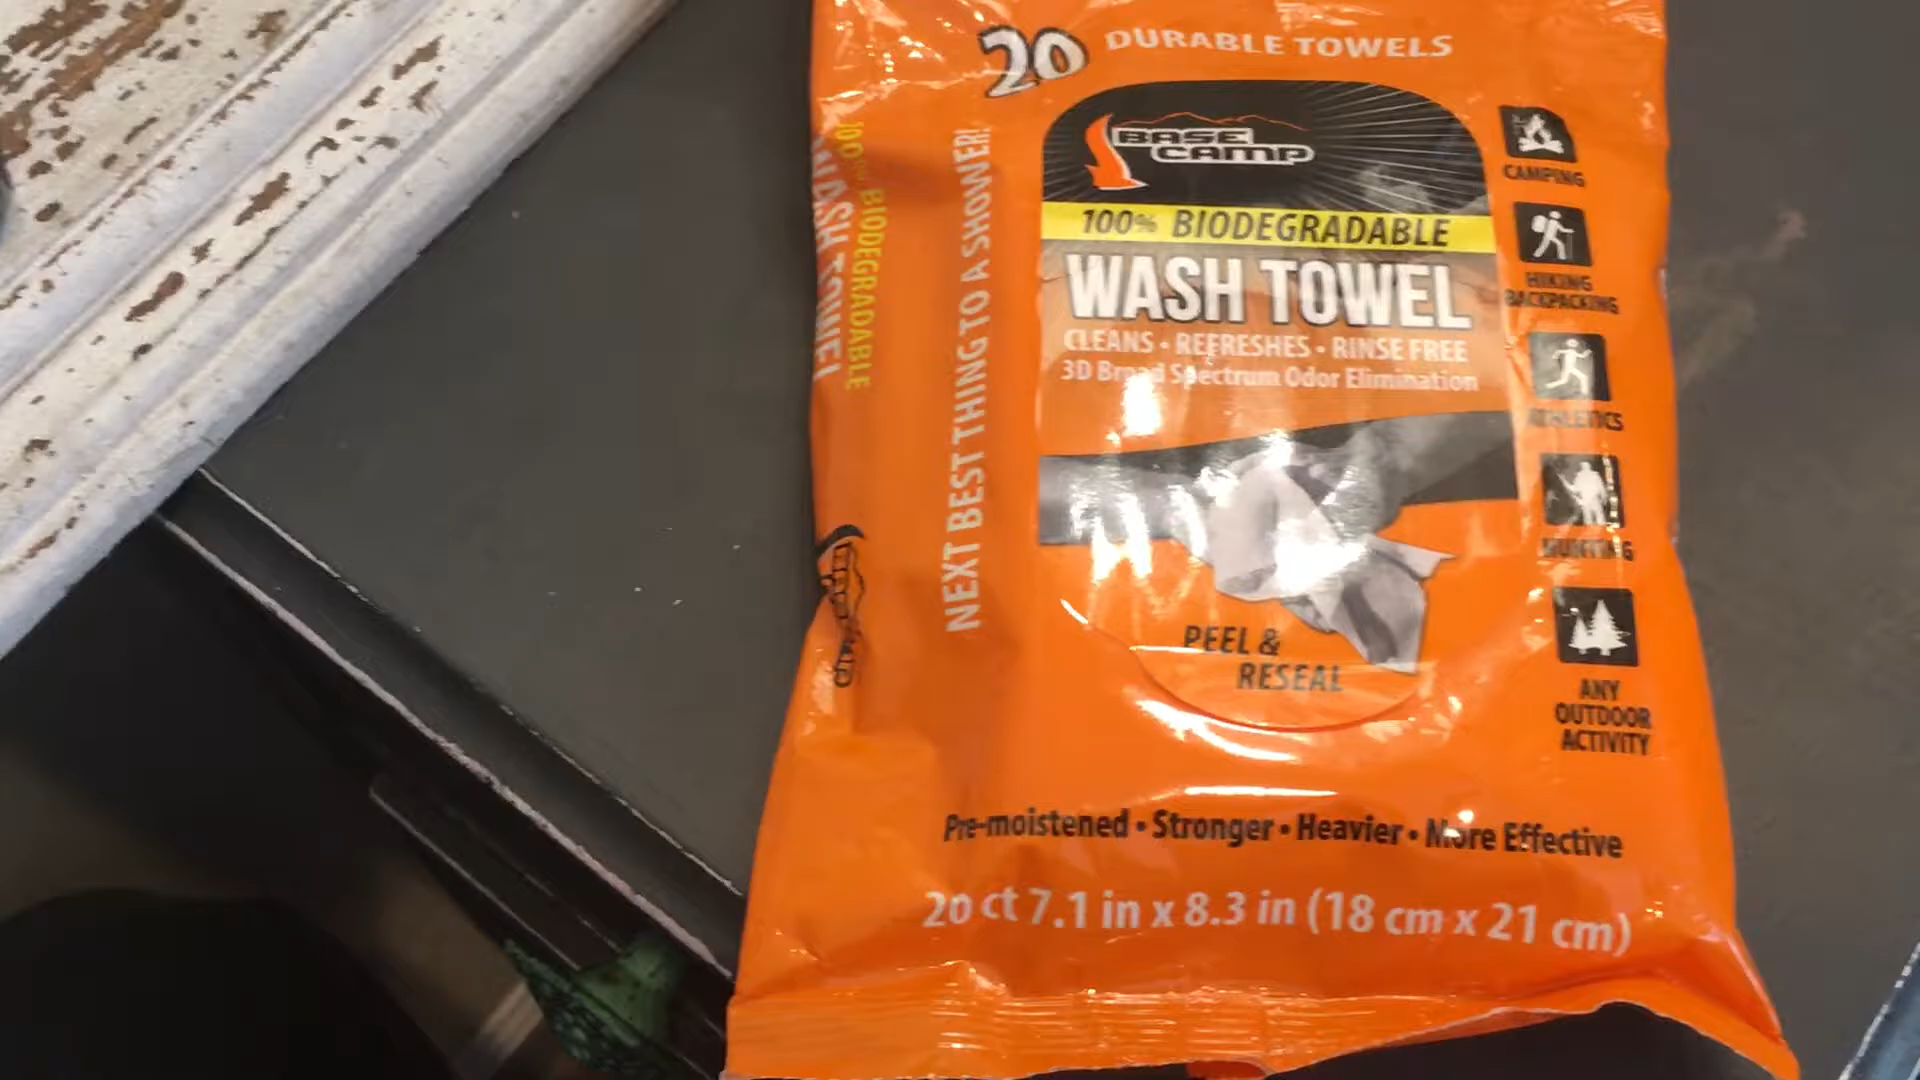 20 DURABLE TOWELS
BASE
CAMP
100% BIODEGRADABLE
WASH TOWEL
CLEANS • REFRESHES • RINSE FREE
3D Broad Spectrum Odor Elimination
PEEL &
RESEAL
NEXT BEST THING TO A SHOWER!
100% BIODEGRADABLE
WASH TOWEL
CAMPING
HIKING
BACKPACKING
ATHLETICS
HUNTING
ANY
OUTDOOR
ACTIVITY
Pre-moistened • Stronger • Heavier • More Effective
20 ct 7.1 in x 8.3 in (18 cm x 21 cm)